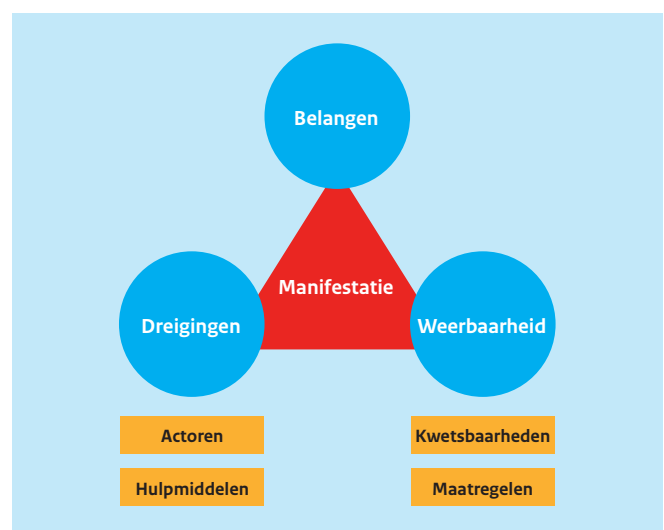 Belangen
Manifestatie
Dreigingen
Weerbaarheid
Actoren
Kwetsbaarheden
Hulpmiddelen
Maatregelen